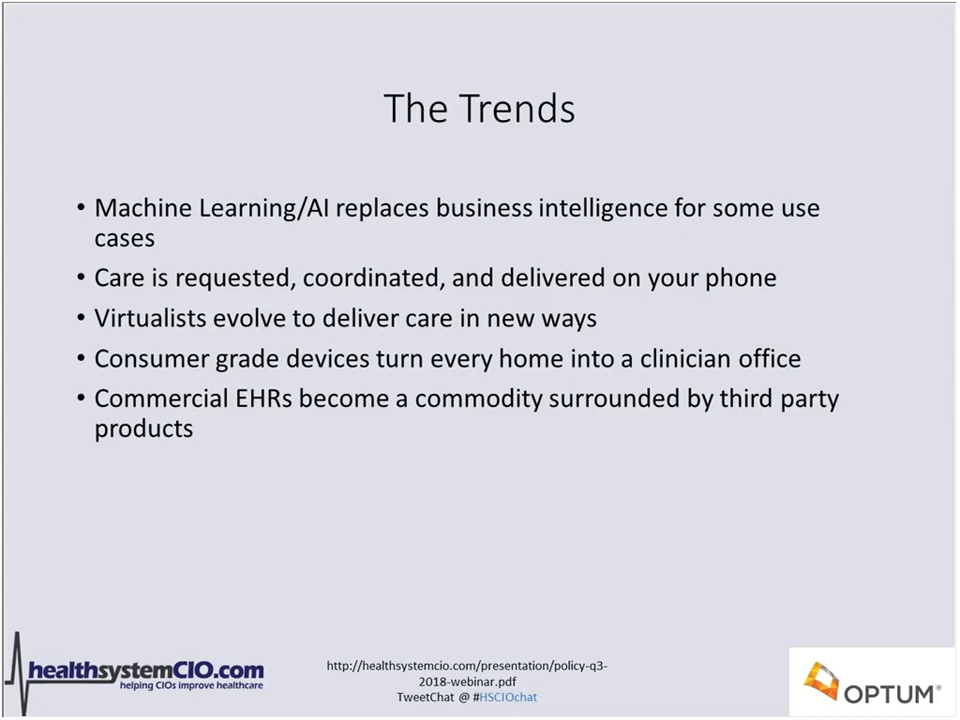 The Trends
• Machine Learning/AI replaces business intelligence for some use
cases
• Care is requested, coordinated, and delivered on your phone
• Virtualists evolve to deliver care in new ways
• Consumer grade devices turn every home into a clinician office
• Commercial EHRs become a commodity surrounded by third party
products
healthsystemCIO.com
helping CIOs improve healthcare
http://healthsystemcio.com/presentation/policy-q3-
2018-webinar.pdf
TweetChat @ #HSCIOchat
OPTUM®